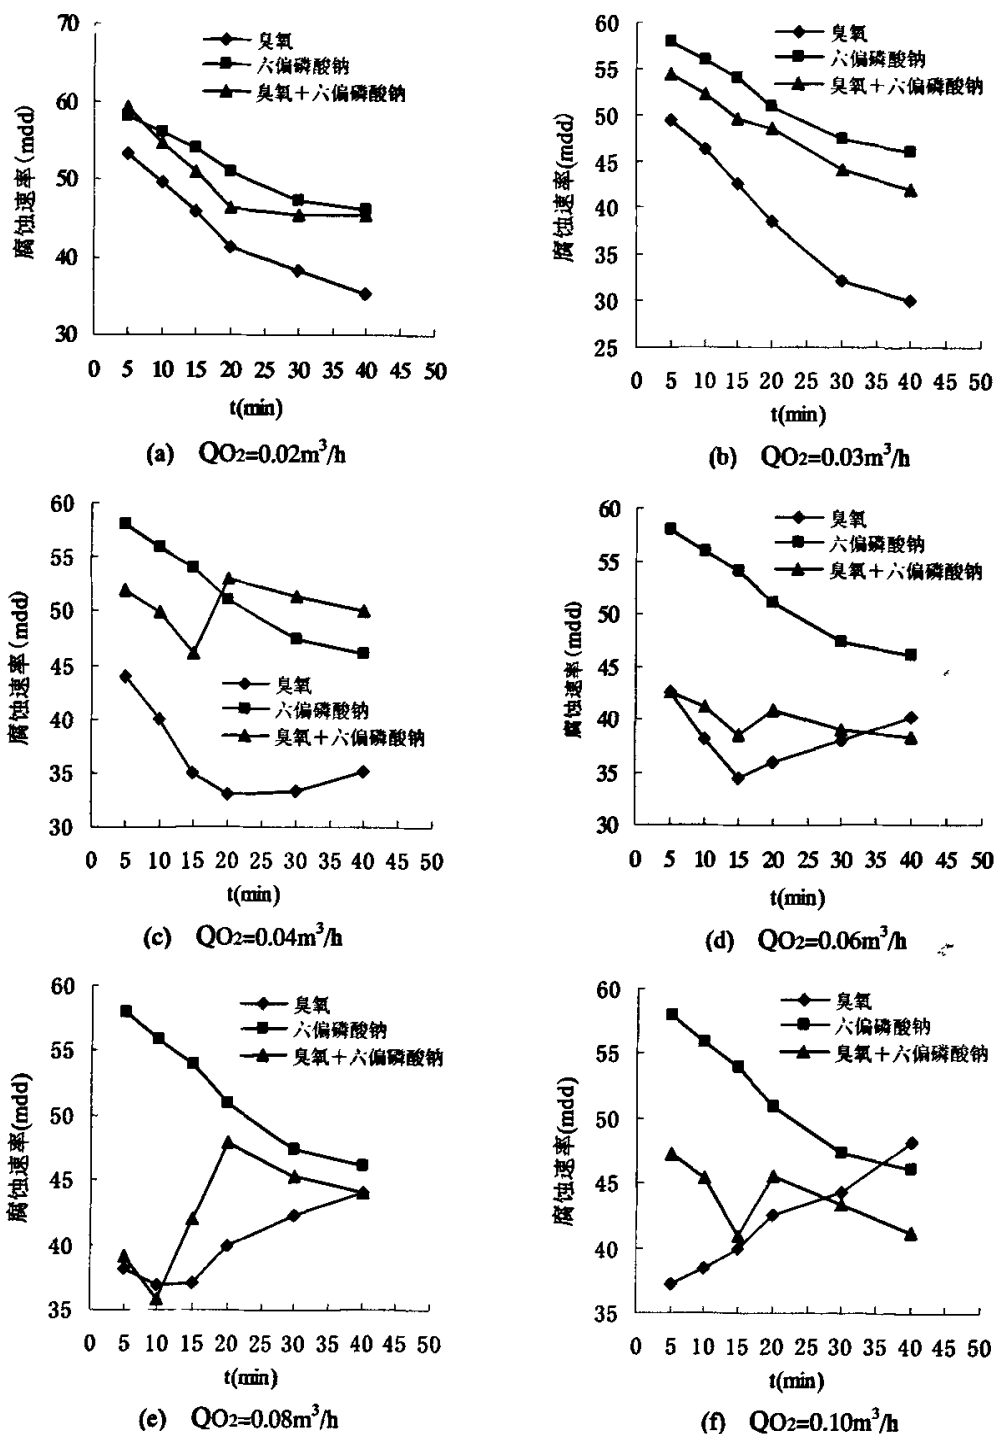 70
60
50
40
30
腐蚀速率(mdd)
臭氧
六偏磷酸钠
臭氧+六偏磷酸钠
0 5 10 15 20 25 30 35 40 45 50
t(min)
(a) QO2=0.02m³/h
60
55
50
45
40
35
30
25
腐蚀速率(mdd)
臭氧
六偏磷酸钠
臭氧+六偏磷酸钠
0 5 10 15 20 25 30 35 40 45 50
t(min)
(b) QO2=0.03m³/h
60
55
50
45
40
35
30
腐蚀速率(mdd)
臭氧
六偏磷酸钠
臭氧+六偏磷酸钠
0 5 10 15 20 25 30 35 40 45 50
t(min)
(c) QO2=0.04m³/h
60
55
50
45
40
35
30
腐蚀速率(mdd)
臭氧
六偏磷酸钠
臭氧+六偏磷酸钠
0 5 10 15 20 25 30 35 40 45 50
t(min)
(d) QO2=0.06m³/h
60
55
50
45
40
35
腐蚀速率(mdd)
臭氧
六偏磷酸钠
臭氧+六偏磷酸钠
0 5 10 15 20 25 30 35 40 45 50
t(min)
(e) QO2=0.08m³/h
60
55
50
45
40
35
腐蚀速率(mdd)
臭氧
六偏磷酸钠
臭氧+六偏磷酸钠
0 5 10 15 20 25 30 35 40 45 50
t(min)
(f) QO2=0.10m³/h